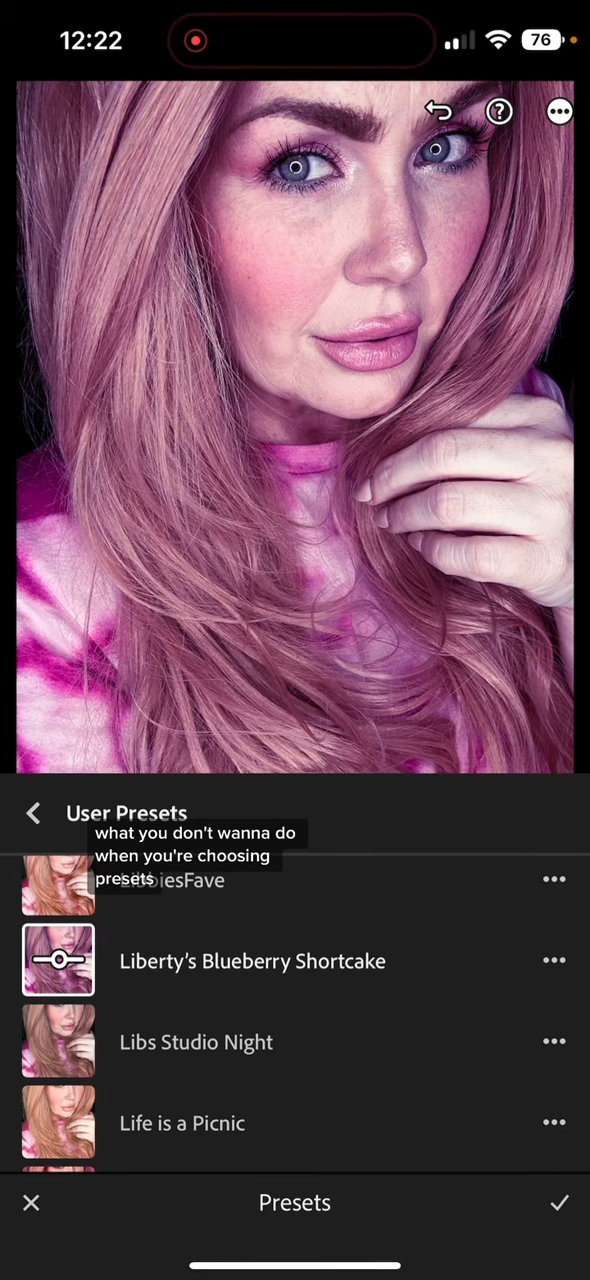 12:22
76
?
User Presets
what you don't wanna do
when you're choosing
presets
LibbiesFave
Liberty’s Blueberry Shortcake
Libs Studio Night
Life is a Picnic
Presets